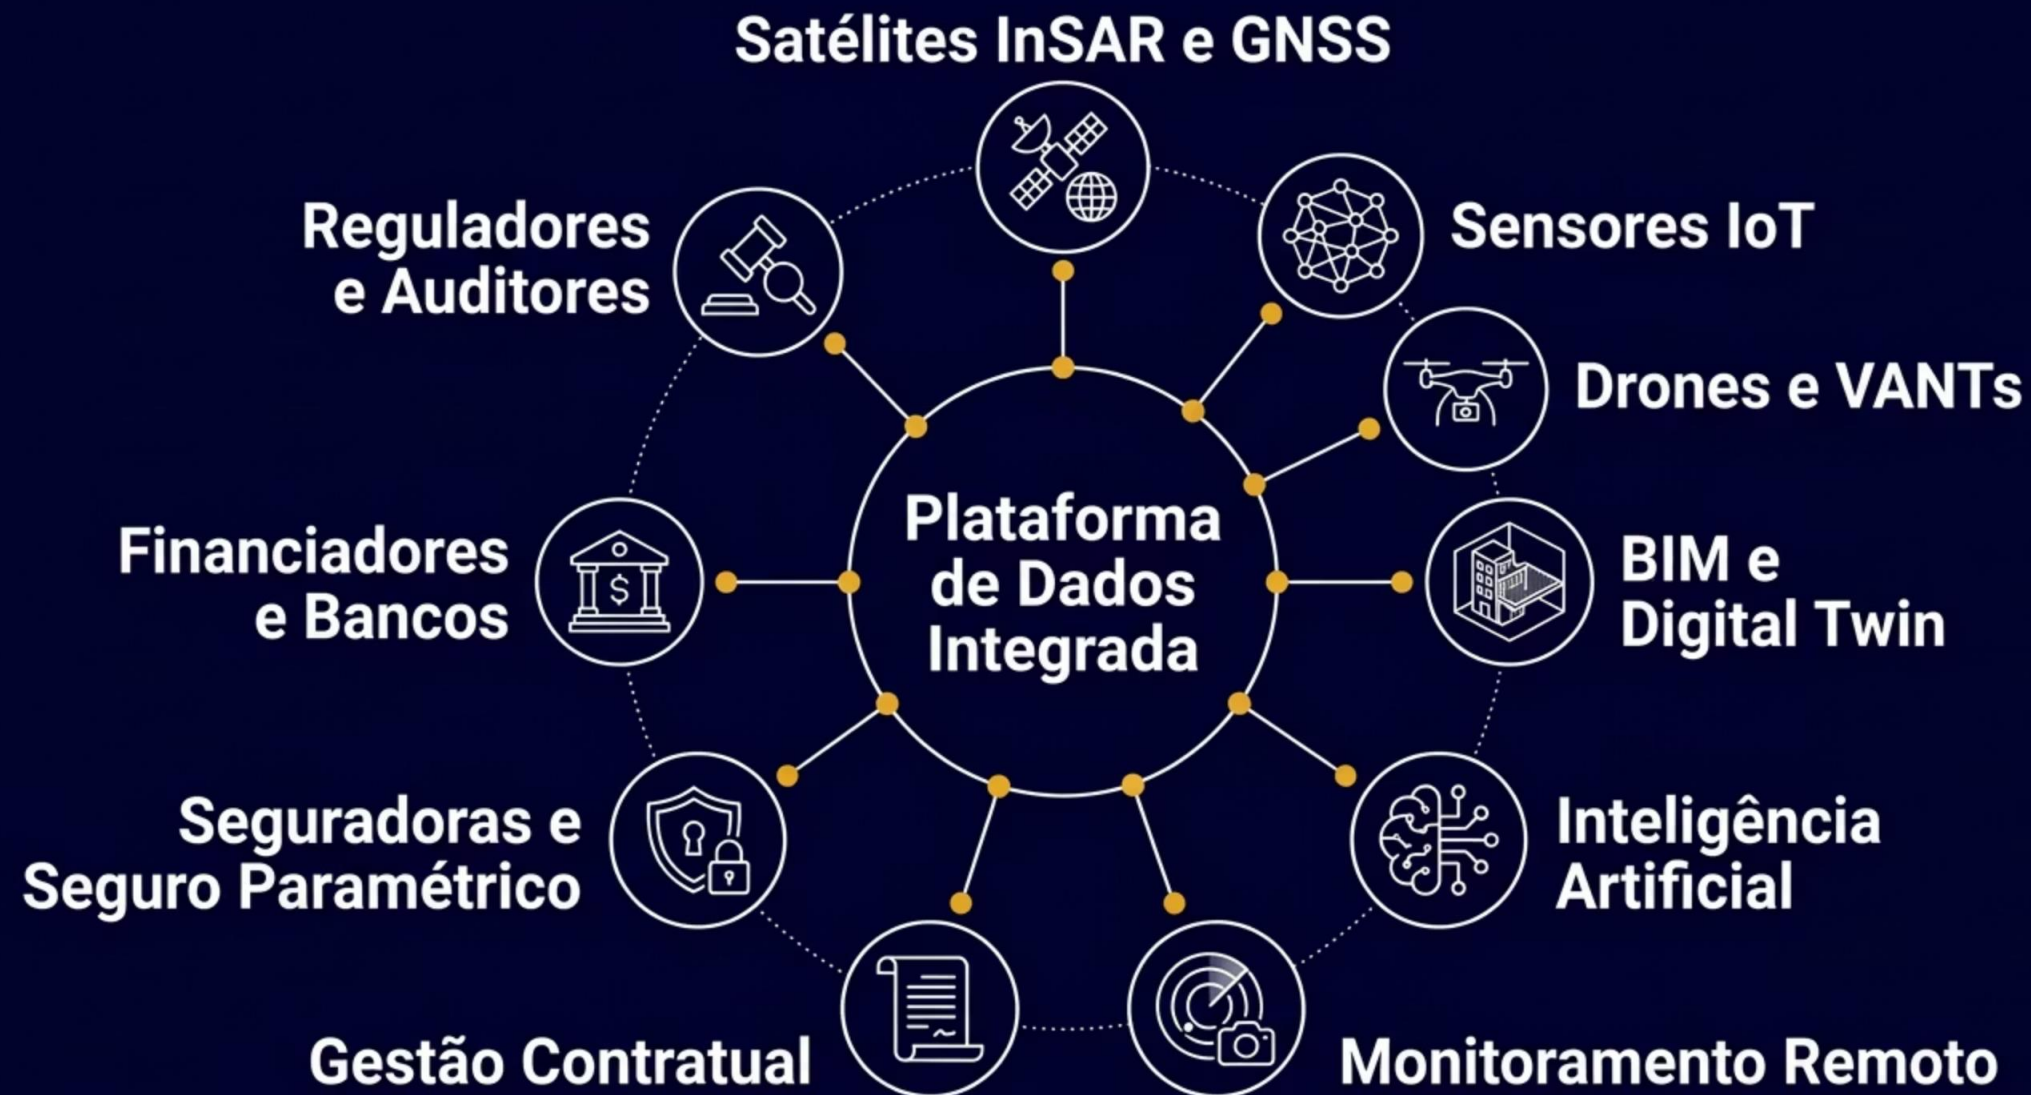 Satélites InSAR e GNSS
Sensores IoT
Drones e VANTs
BIM e
Digital Twin
Inteligência
Artificial
Monitoramento Remoto
Gestão Contratual
Seguradoras e
Seguro Paramétrico
Financiadores
e Bancos
$
Reguladores
e Auditores
Plataforma
de Dados
Integrada